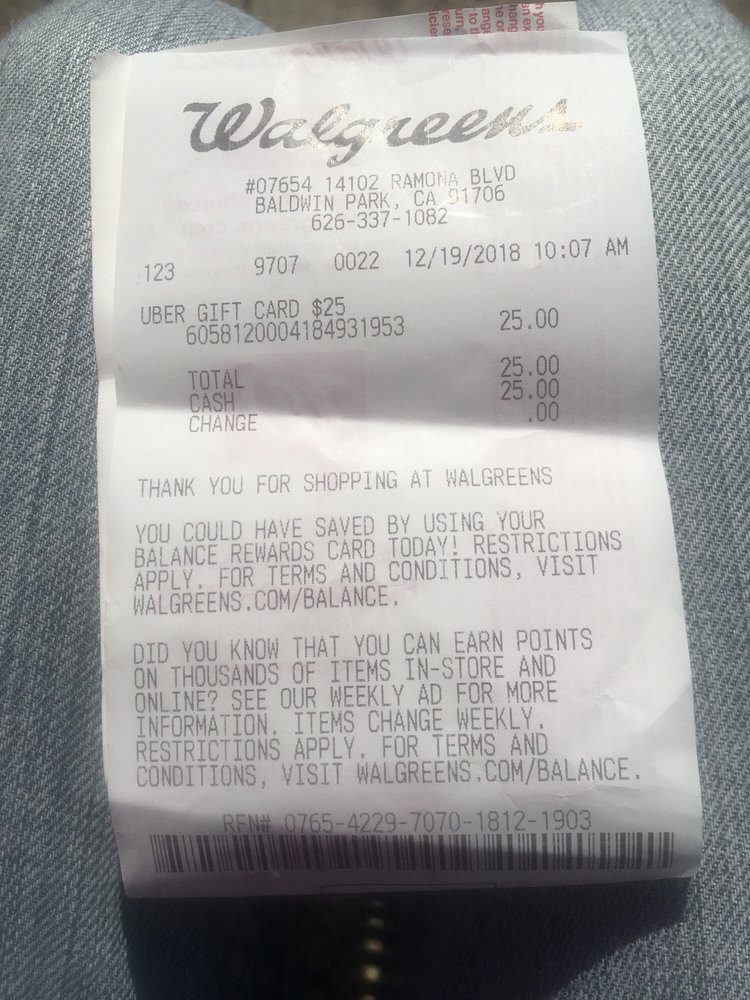 Walgreens
#07654 14102 RAMONA BLVD
BALDWIN PARK, CA 91706
626-337-1082
123 9707 0022 12/19/2018 10:07 AM
UBER GIFT CARD $25
6058120004184931953 25.00
TOTAL 25.00
CASH 25.00
CHANGE .00
THANK YOU FOR SHOPPING AT WALGREENS
YOU COULD HAVE SAVED BY USING YOUR
BALANCE REWARDS CARD TODAY! RESTRICTIONS
APPLY. FOR TERMS AND CONDITIONS, VISIT
WALGREENS.COM/BALANCE.
DID YOU KNOW THAT YOU CAN EARN POINTS
ON THOUSANDS OF ITEMS IN-STORE AND
ONLINE? SEE OUR WEEKLY AD FOR MORE
INFORMATION. ITEMS CHANGE WEEKLY.
RESTRICTIONS APPLY. FOR TERMS AND
CONDITIONS, VISIT WALGREENS.COM/BALANCE.
RFN# 0765-4229-7070-1812-1903